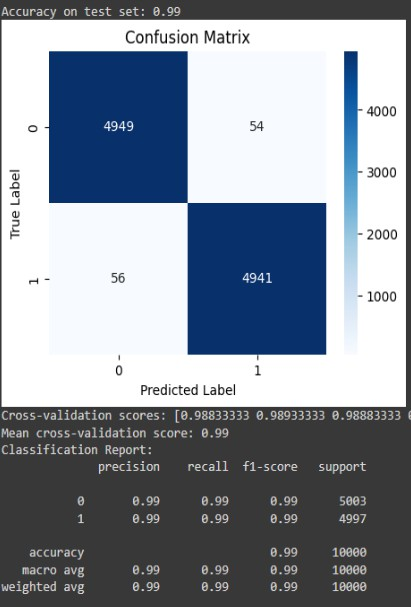 Accuracy on test set: 0.99
Confusion Matrix
4949 54
56 4941
0
1
True Label
0 1
Predicted Label
4000
3000
2000
1000
Cross-validation scores: [0.98833333 0.98933333 0.98883333
Mean cross-validation score: 0.99
Classification Report:
precision recall f1-score support
0 0.99 0.99 0.99 5003
1 0.99 0.99 0.99 4997
accuracy 0.99 10000
macro avg 0.99 0.99 0.99 10000
weighted avg 0.99 0.99 0.99 10000